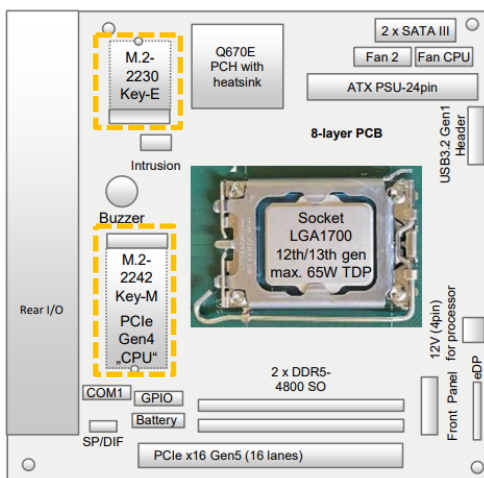 2 x SATA III
M.2-
2230
Key-E
Q670E
PCH with
heatsink
Fan 2
Fan CPU
ATX PSU-24pin
8-layer PCB
USB3.2 Gen1
Header
Intrusion
Buzzer
Socket
LGA1700
12th/13th gen
max. 65W TDP
M.2-
2242
Key-M
PCIe
Gen4
„CPU“
Rear I/O
12V (4pin)
for processor
2 x DDR5-
4800 SO
eDP
COM1
GPIO
Battery
Front Panel
SP/DIF
PCIe x16 Gen5 (16 lanes)